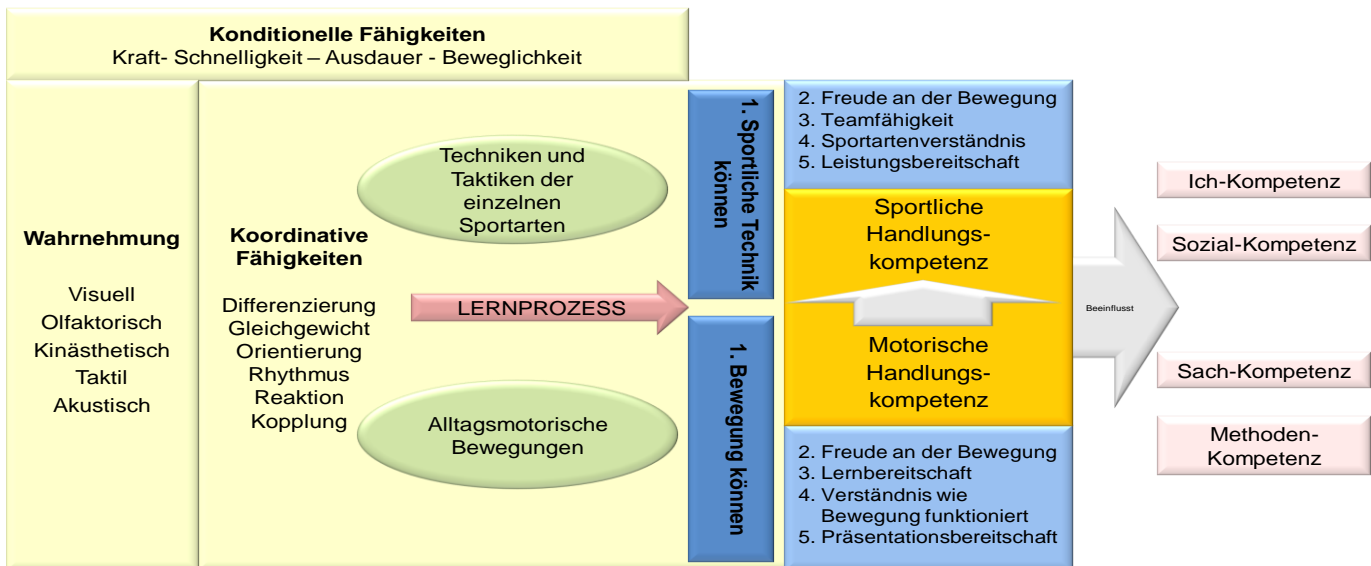 Konditionelle Fähigkeiten
Kraft- Schnelligkeit – Ausdauer - Beweglichkeit
Wahrnehmung
Visuell
Olfaktorisch
Kinästhetisch
Taktil
Akustisch
Koordinative
Fähigkeiten
Differenzierung
Gleichgewicht
Orientierung
Rhythmus
Reaktion
Kopplung
Techniken und
Taktiken der
einzelnen
Sportarten
LERNPROZESS
Alltagsmotorische
Bewegungen
1. Sportliche Technik
können
1. Bewegung können
2. Freude an der Bewegung
3. Teamfähigkeit
4. Sportartenverständnis
5. Leistungsbereitschaft
Sportliche
Handlungs-
kompetenz
Motorische
Handlungs-
kompetenz
2. Freude an der Bewegung
3. Lernbereitschaft
4. Verständnis wie
Bewegung funktioniert
5. Präsentationsbereitschaft
Beeinflusst
Ich-Kompetenz
Sozial-Kompetenz
Sach-Kompetenz
Methoden-
Kompetenz